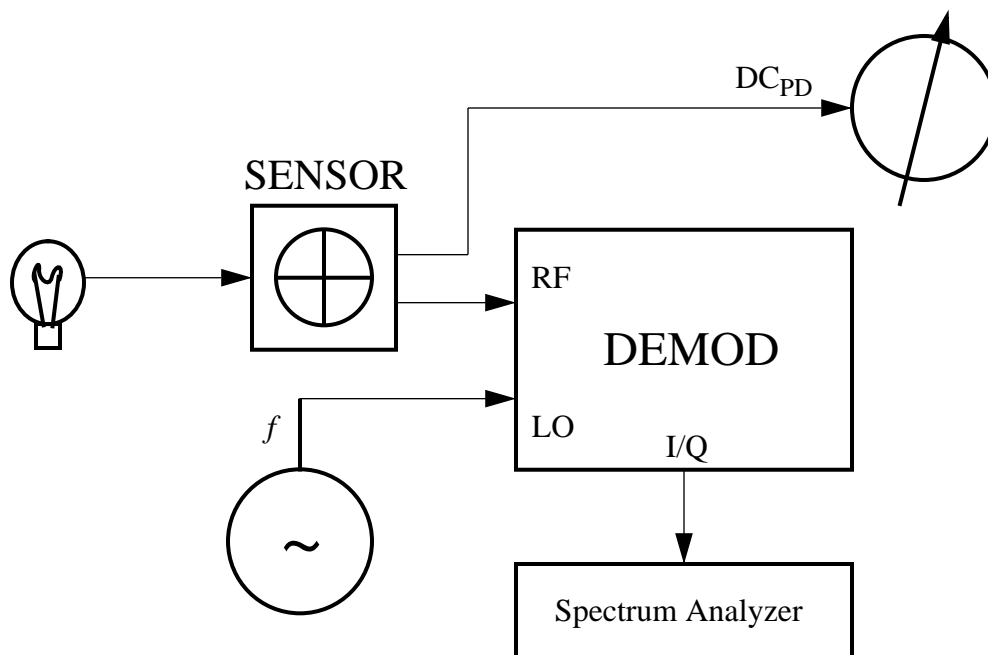 DC_PD
SENSOR
RF
DEMOD
f
LO
I/Q
~
Spectrum Analyzer